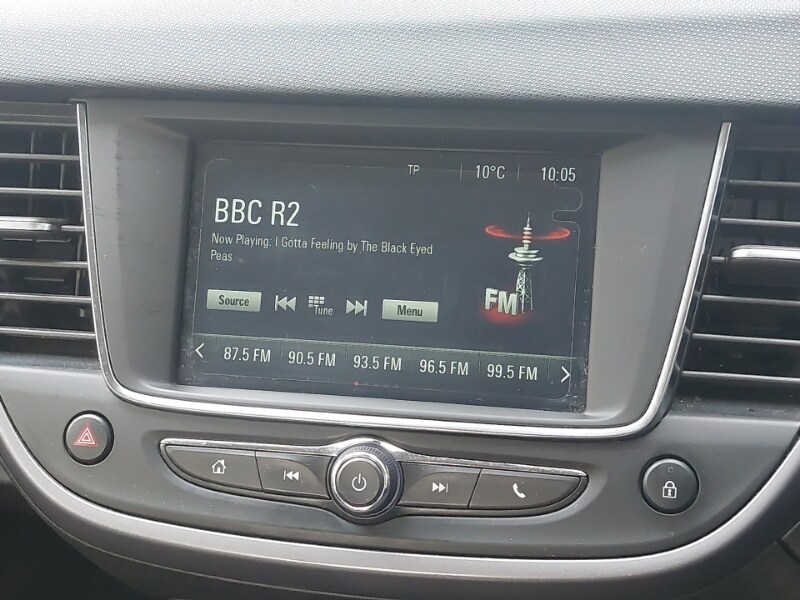 TP 10°C 10:05
BBC R2
Now Playing: I Gotta Feeling by The Black Eyed
Peas
FM
Source Tune Menu
87.5 FM 90.5 FM 93.5 FM 96.5 FM 99.5 FM